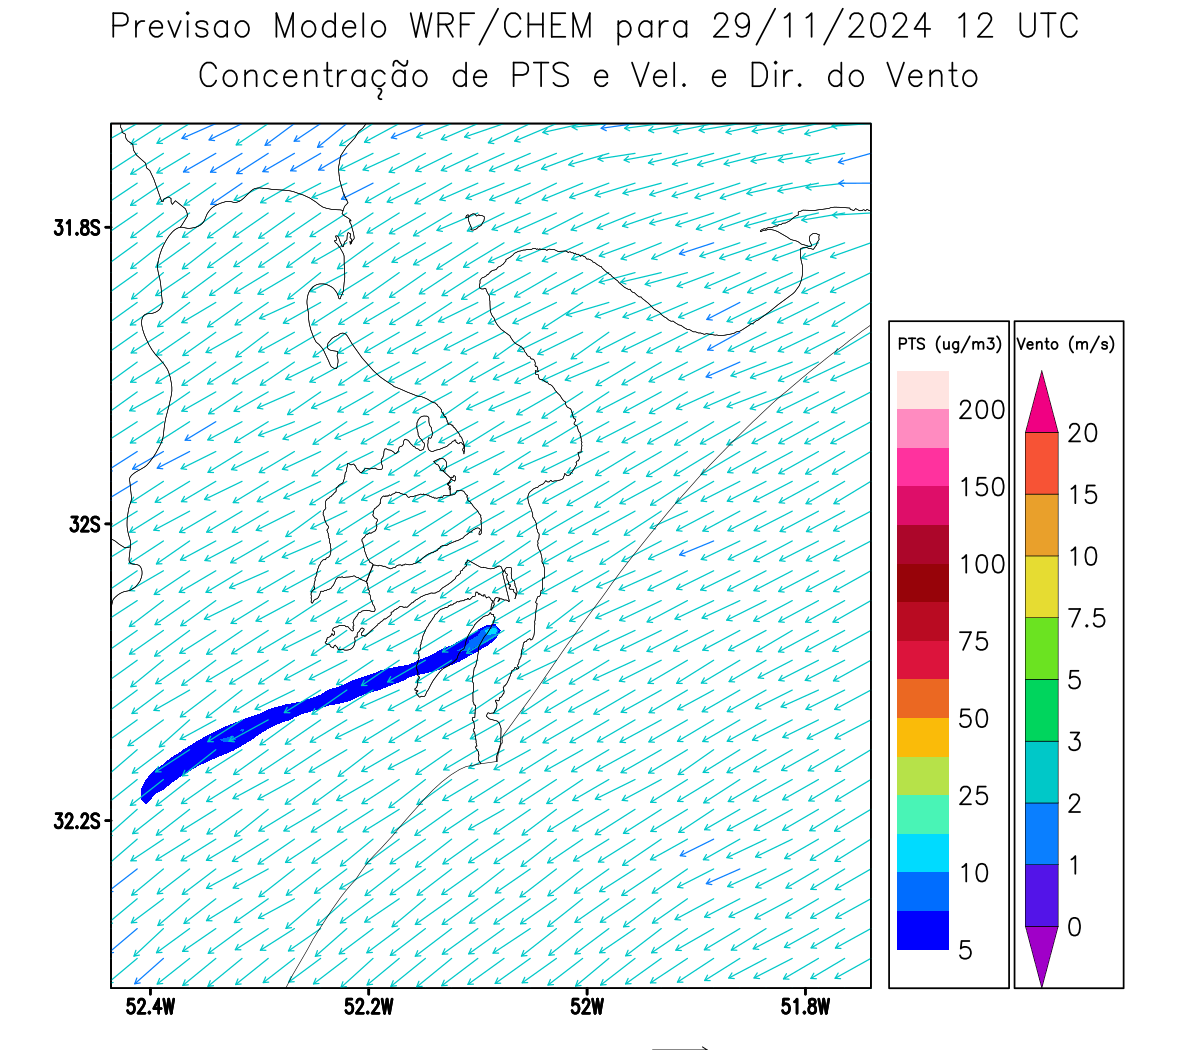 Previsao Modelo WRF/CHEM para 29/11/2024 12 UTC
Concentração de PTS e Vel. e Dir. do Vento
31.8S
32S
32.2S
52.4W
52.2W
52W
51.8W
PTS (ug/m3)
200
150
100
75
50
25
10
5
Vento (m/s)
20
15
10
7.5
5
3
2
1
0